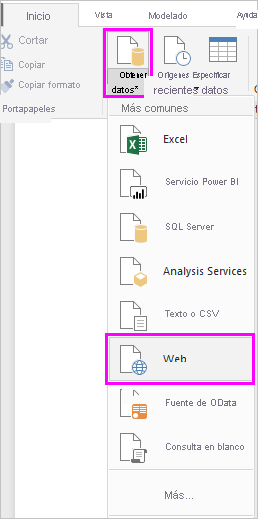 Inicio Vista Modelado Ayuda
Cortar
Copiar
Copiar formato
Portapapeles
Obtener Orígenes Especificar
datos recientes datos
Más comunes
Excel
Servicio Power BI
SQL Server
Analysis Services
Texto o CSV
Web
Fuente de OData
Consulta en blanco
Más...